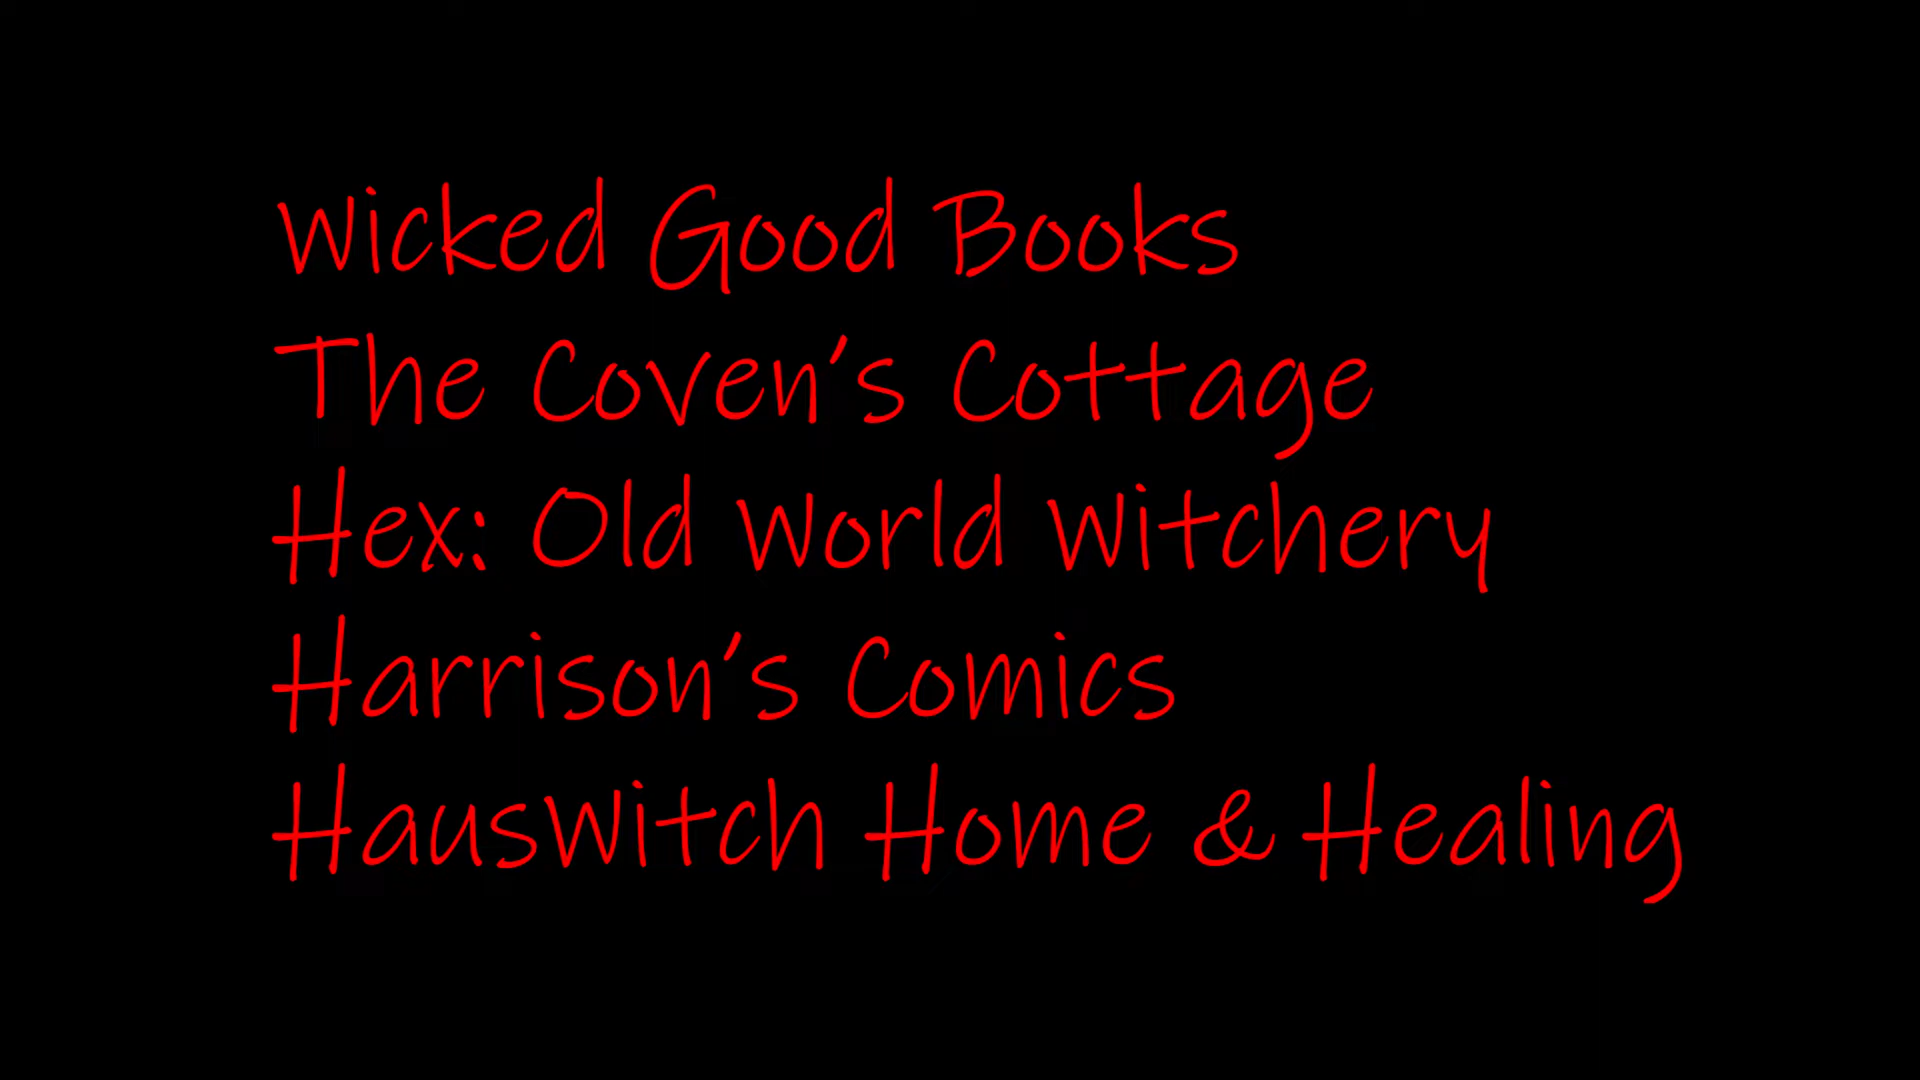 Wicked Good Books
The Coven's Cottage
Hex: Old World Witchery
Harrison's Comics
HausWitch Home & Healing